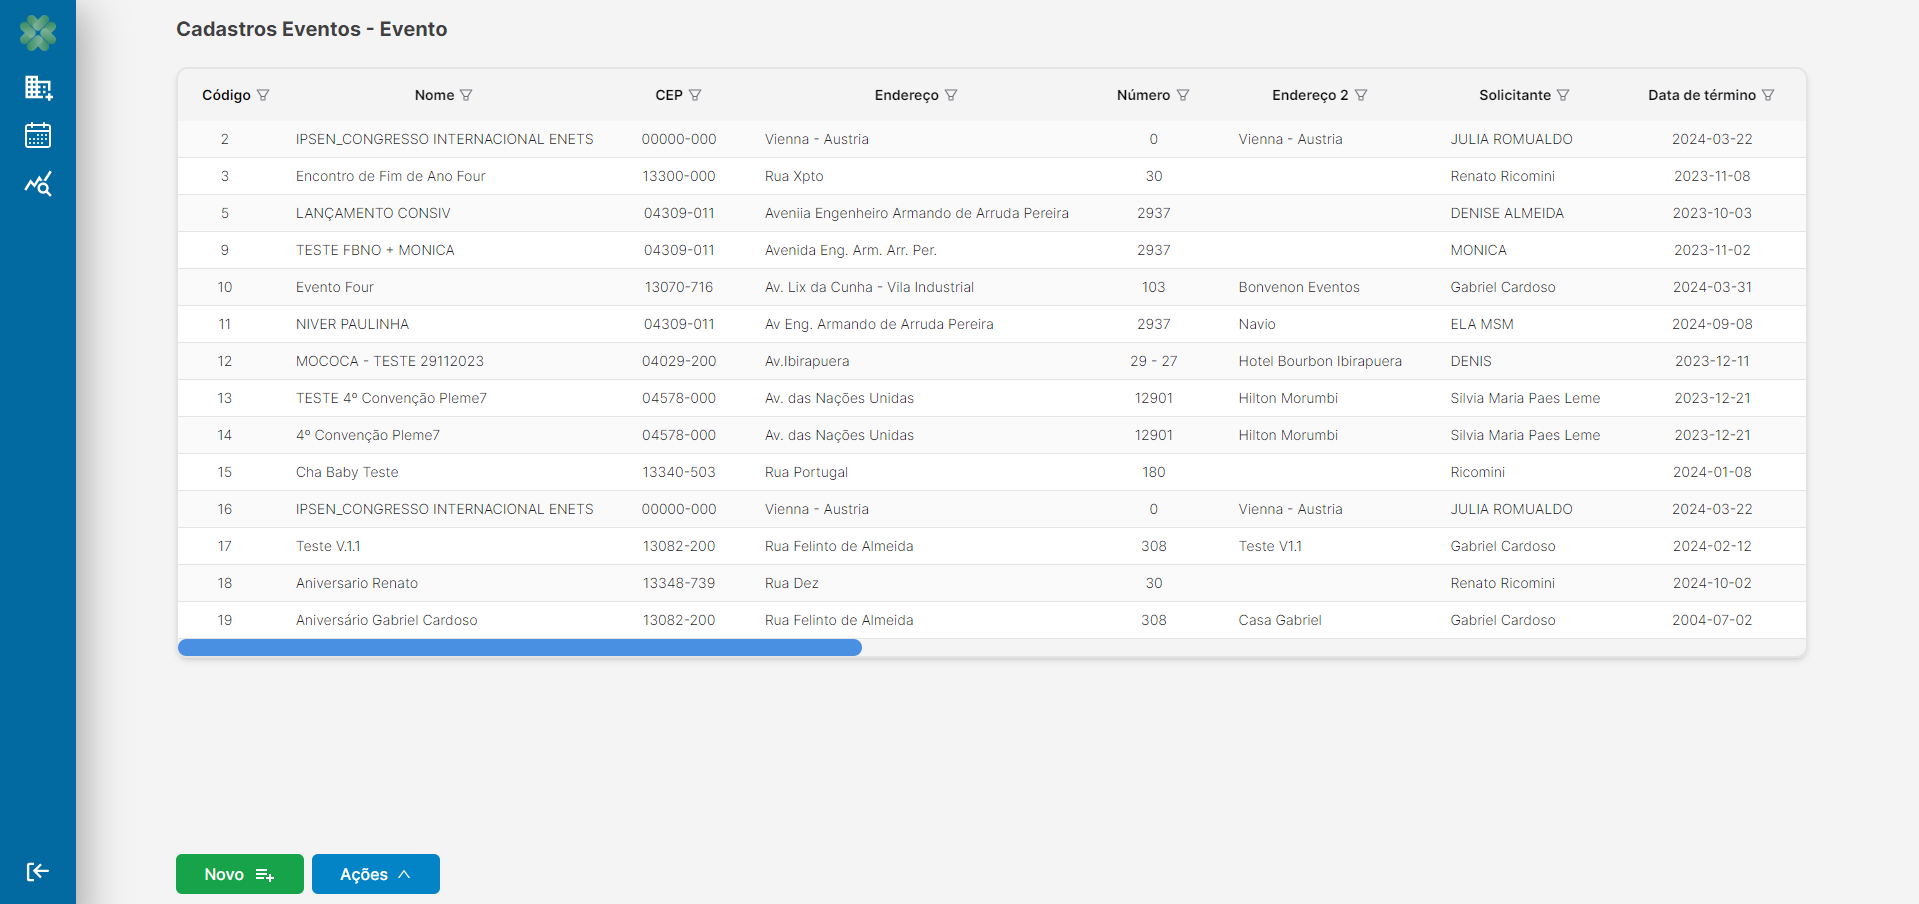 Cadastros Eventos - Evento
Código Nome CEP Endereço Número Endereço 2 Solicitante Data de término
2 IPSEN_CONGRESSO INTERNACIONAL ENETS 00000-000 Vienna - Austria 0 Vienna - Austria JULIA ROMUALDO 2024-03-22
3 Encontro de Fim de Ano Four 13300-000 Rua Xpto 30 Renato Ricomini 2023-11-08
5 LANÇAMENTO CONSIV 04309-011 Aveniia Engenheiro Armando de Arruda Pereira 2937 DENISE ALMEIDA 2023-10-03
9 TESTE FBNO + MONICA 04309-011 Avenida Eng. Arm. Arr. Per. 2937 MONICA 2023-11-02
10 Evento Four 13070-716 Av. Lix da Cunha - Vila Industrial 103 Bonvenon Eventos Gabriel Cardoso 2024-03-31
11 NIVER PAULINHA 04309-011 Av Eng. Armando de Arruda Pereira 2937 Navio ELA MSM 2024-09-08
12 MOCOCA - TESTE 29112023 04029-200 Av.Ibirapuera 29 - 27 Hotel Bourbon Ibirapuera DENIS 2023-12-11
13 TESTE 4º Convenção Pleme7 04578-000 Av. das Nações Unidas 12901 Hilton Morumbi Silvia Maria Paes Leme 2023-12-21
14 4º Convenção Pleme7 04578-000 Av. das Nações Unidas 12901 Hilton Morumbi Silvia Maria Paes Leme 2023-12-21
15 Cha Baby Teste 13340-503 Rua Portugal 180 Ricomini 2024-01-08
16 IPSEN_CONGRESSO INTERNACIONAL ENETS 00000-000 Vienna - Austria 0 Vienna - Austria JULIA ROMUALDO 2024-03-22
17 Teste V.1.1 13082-200 Rua Felinto de Almeida 308 Teste V1.1 Gabriel Cardoso 2024-02-12
18 Aniversario Renato 13348-739 Rua Dez 30 Renato Ricomini 2024-10-02
19 Aniversário Gabriel Cardoso 13082-200 Rua Felinto de Almeida 308 Casa Gabriel Gabriel Cardoso 2004-07-02
Novo Ações